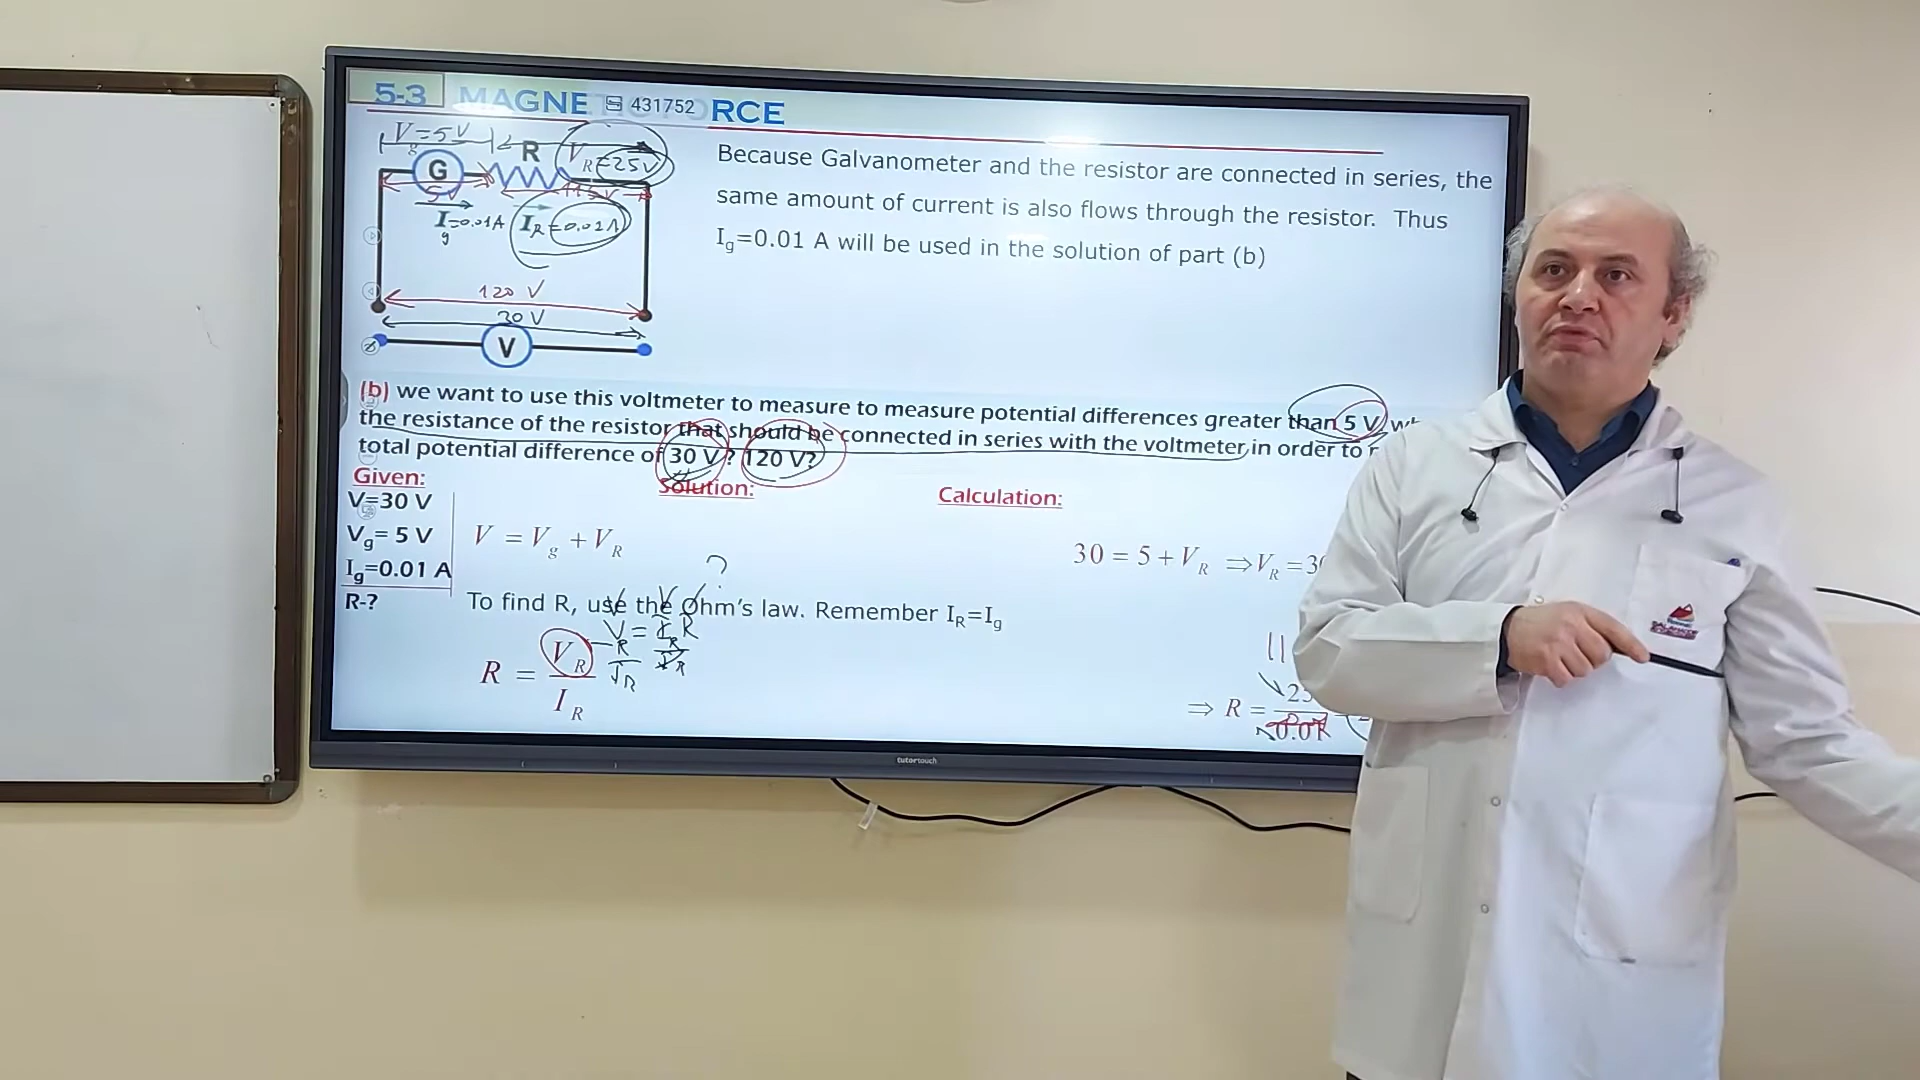 5-3 MAGNE 431752 RCE
Vg=5V R VR=25V
G
5V 115V
Ig=0.01A IR=0.01A
120 V
30 V
V
Because Galvanometer and the resistor are connected in series, the
same amount of current is also flows through the resistor. Thus
Ig=0.01 A will be used in the solution of part (b)
(b) we want to use this voltmeter to measure to measure potential differences greater than 5 V,
the resistance of the resistor that should be connected in series with the voltmeter in order to
total potential difference of 30 V? 120 V?
Given: Solution: Calculation:
V=30 V
Vg= 5 V
Ig=0.01 A
R-?
V = Vg + VR
30 = 5 + VR ⇒ VR =
?
To find R, use the Ohm's law. Remember IR=Ig
R = VR / IR
⇒ R =
tutortouch